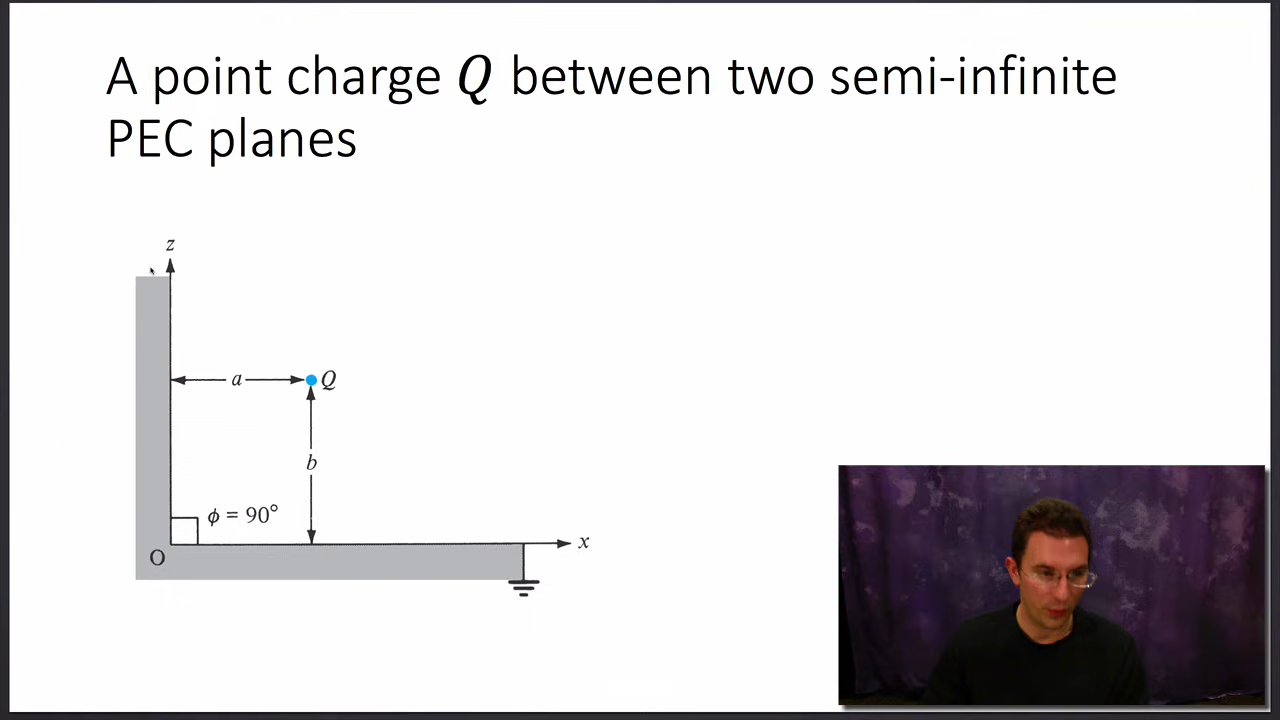 A point charge Q between two semi-infinite
PEC planes
z
a
Q
b
ϕ = 90°
O
x